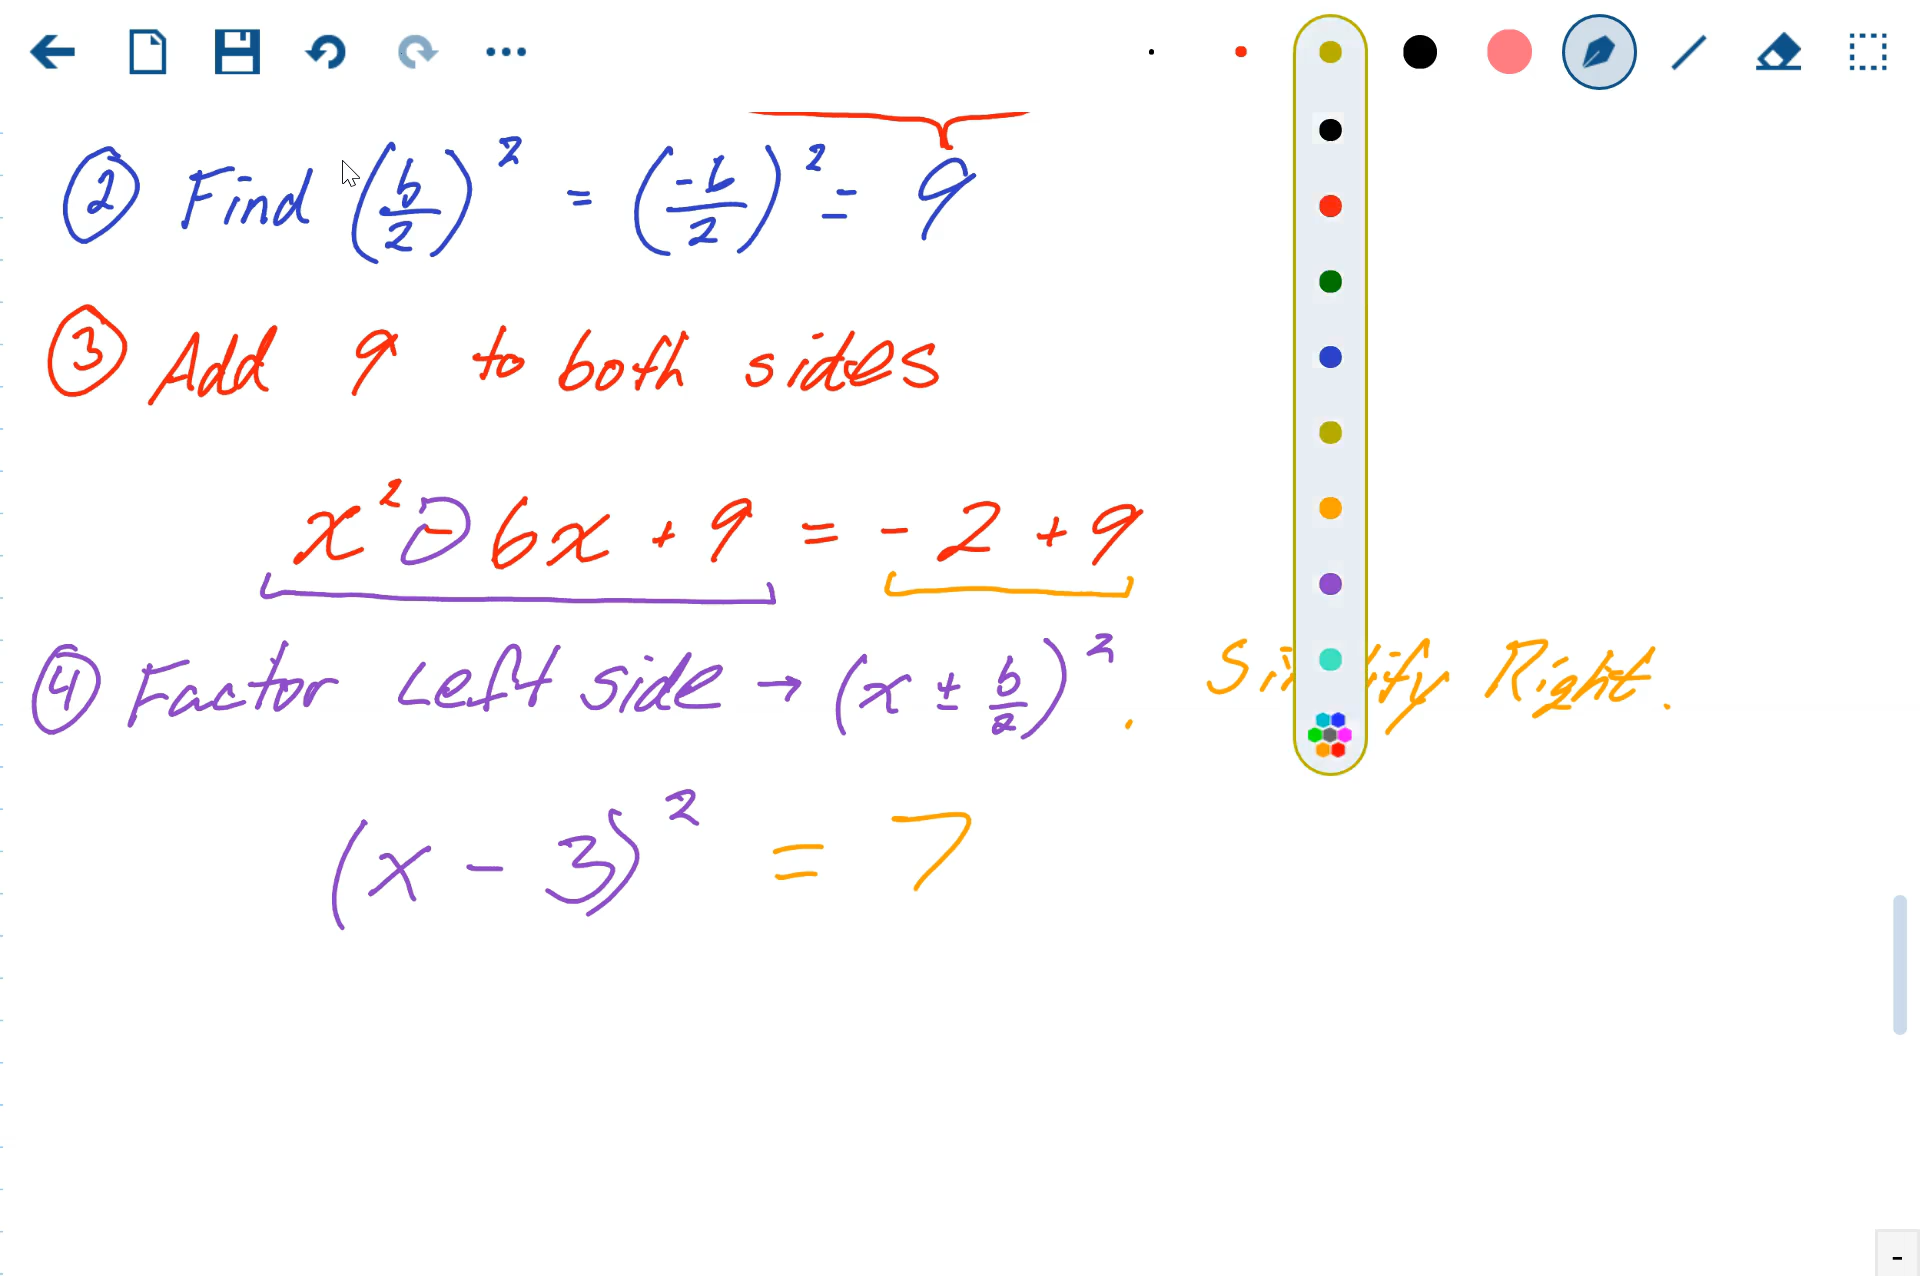 ② Find (b/2)² = (-6/2)² = 9
③ Add 9 to both sides
x² - 6x + 9 = - 2 + 9
④ Factor Left side → (x ± b/2)². Right.
(x - 3)² = 7